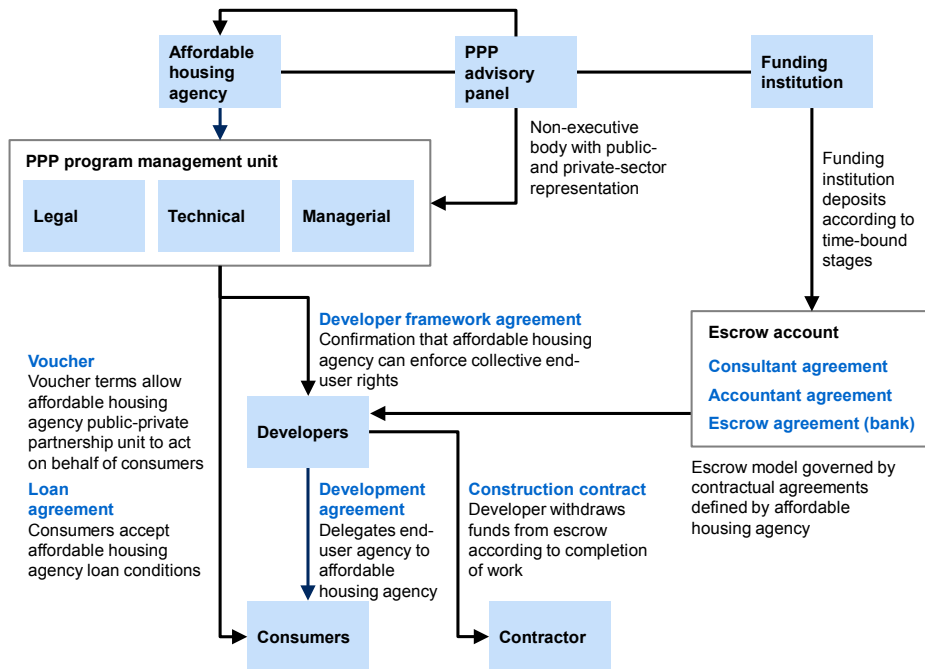 Affordable
housing
agency
PPP
advisory
panel
Funding
institution
Non-executive
body with public-
and private-sector
representation
Funding
institution
deposits
according to
time-bound
stages
PPP program management unit
Legal
Technical
Managerial
Developer framework agreement
Confirmation that affordable housing
agency can enforce collective end-
user rights
Voucher
Voucher terms allow
affordable housing
agency public-private
partnership unit to act
on behalf of consumers
Loan
agreement
Consumers accept
affordable housing
agency loan conditions
Escrow account
Consultant agreement
Accountant agreement
Escrow agreement (bank)
Escrow model governed by
contractual agreements
defined by affordable
housing agency
Developers
Development
agreement
Delegates end-
user agency to
affordable
housing agency
Construction contract
Developer withdraws
funds from escrow
according to completion
of work
Consumers
Contractor